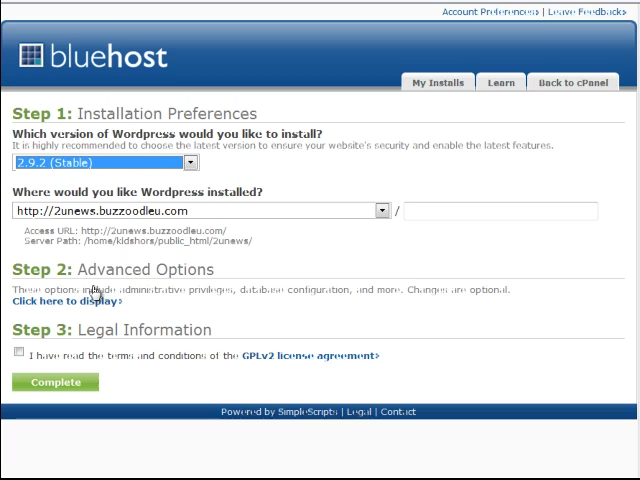 Account Preferences> | Leave Feedback>
bluehost
My Installs Learn Back to cPanel
Step 1: Installation Preferences
Which version of Wordpress would you like to install?
It is highly recommended to choose the latest version to ensure your website's security and enable the latest features.
2.9.2 (Stable)
Where would you like Wordpress installed?
http://2unews.buzzoodleu.com /
Access URL: http://2unews.buzzoodleu.com/
Server Path: /home/kidshors/public_html/2unews/
Step 2: Advanced Options
These options include administrative privileges, database configuration, and more. Changes are optional.
Click here to display>
Step 3: Legal Information
I have read the terms and conditions of the GPLv2 license agreement>
Complete
Powered by SimpleScripts | Legal | Contact